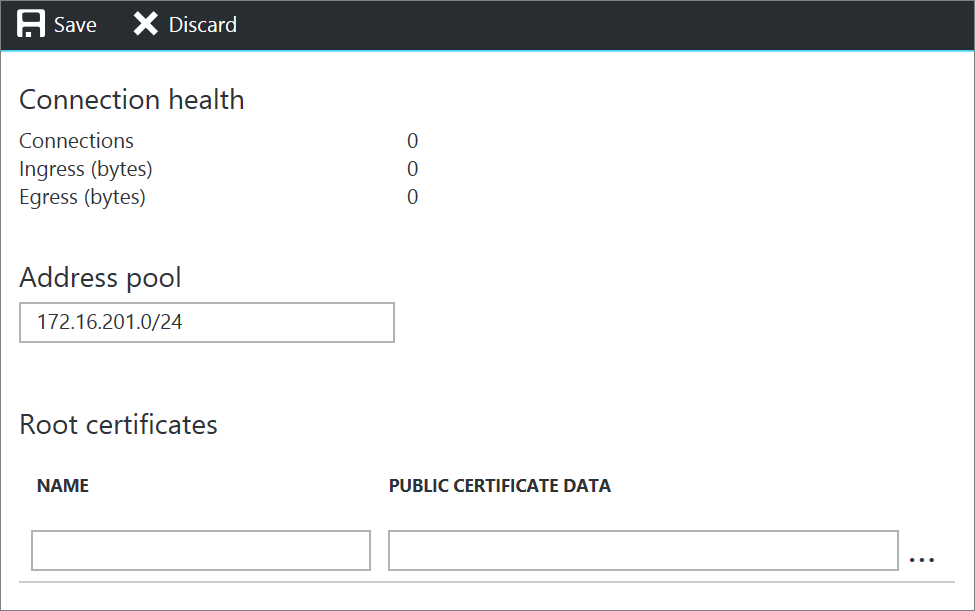 Save Discard
Connection health
Connections 0
Ingress (bytes) 0
Egress (bytes) 0
Address pool
172.16.201.0/24
Root certificates
NAME PUBLIC CERTIFICATE DATA
...